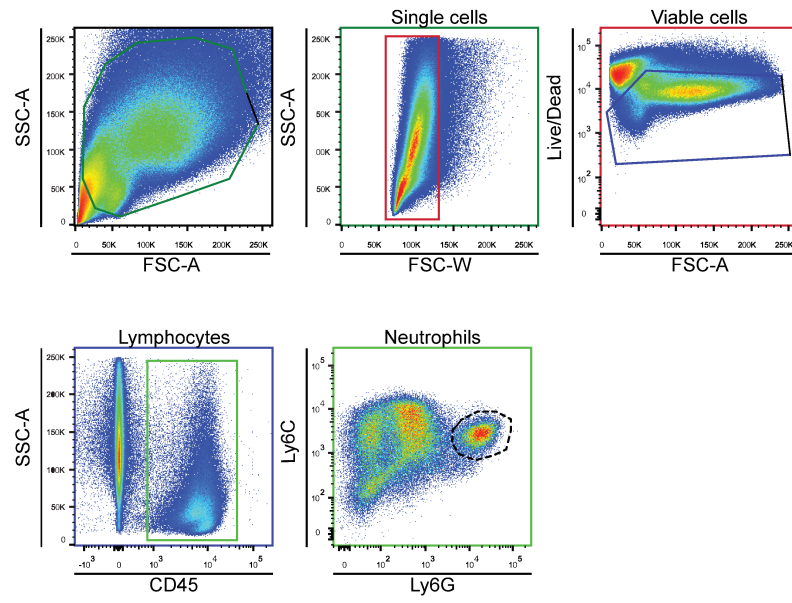 Single cells
Viable cells
SSC-A
250K
200K
150K
100K
50K
0
0
50K
100K
150K
200K
250K
FSC-A
SSC-A
250K
200K
150K
00K
50K
0
0
50K
100K
150K
200K
250K
FSC-W
Live/Dead
10^5
10^4
10^3
10^2
0
0
50K
100K
150K
200K
250K
FSC-A
Lymphocytes
Neutrophils
SSC-A
250K
200K
150K
100K
50K
0
-10^3
0
10^3
10^4
10^5
CD45
Ly6C
10^5
10^4
10^3
10^2
0
0
10^2
10^3
10^4
10^5
Ly6G